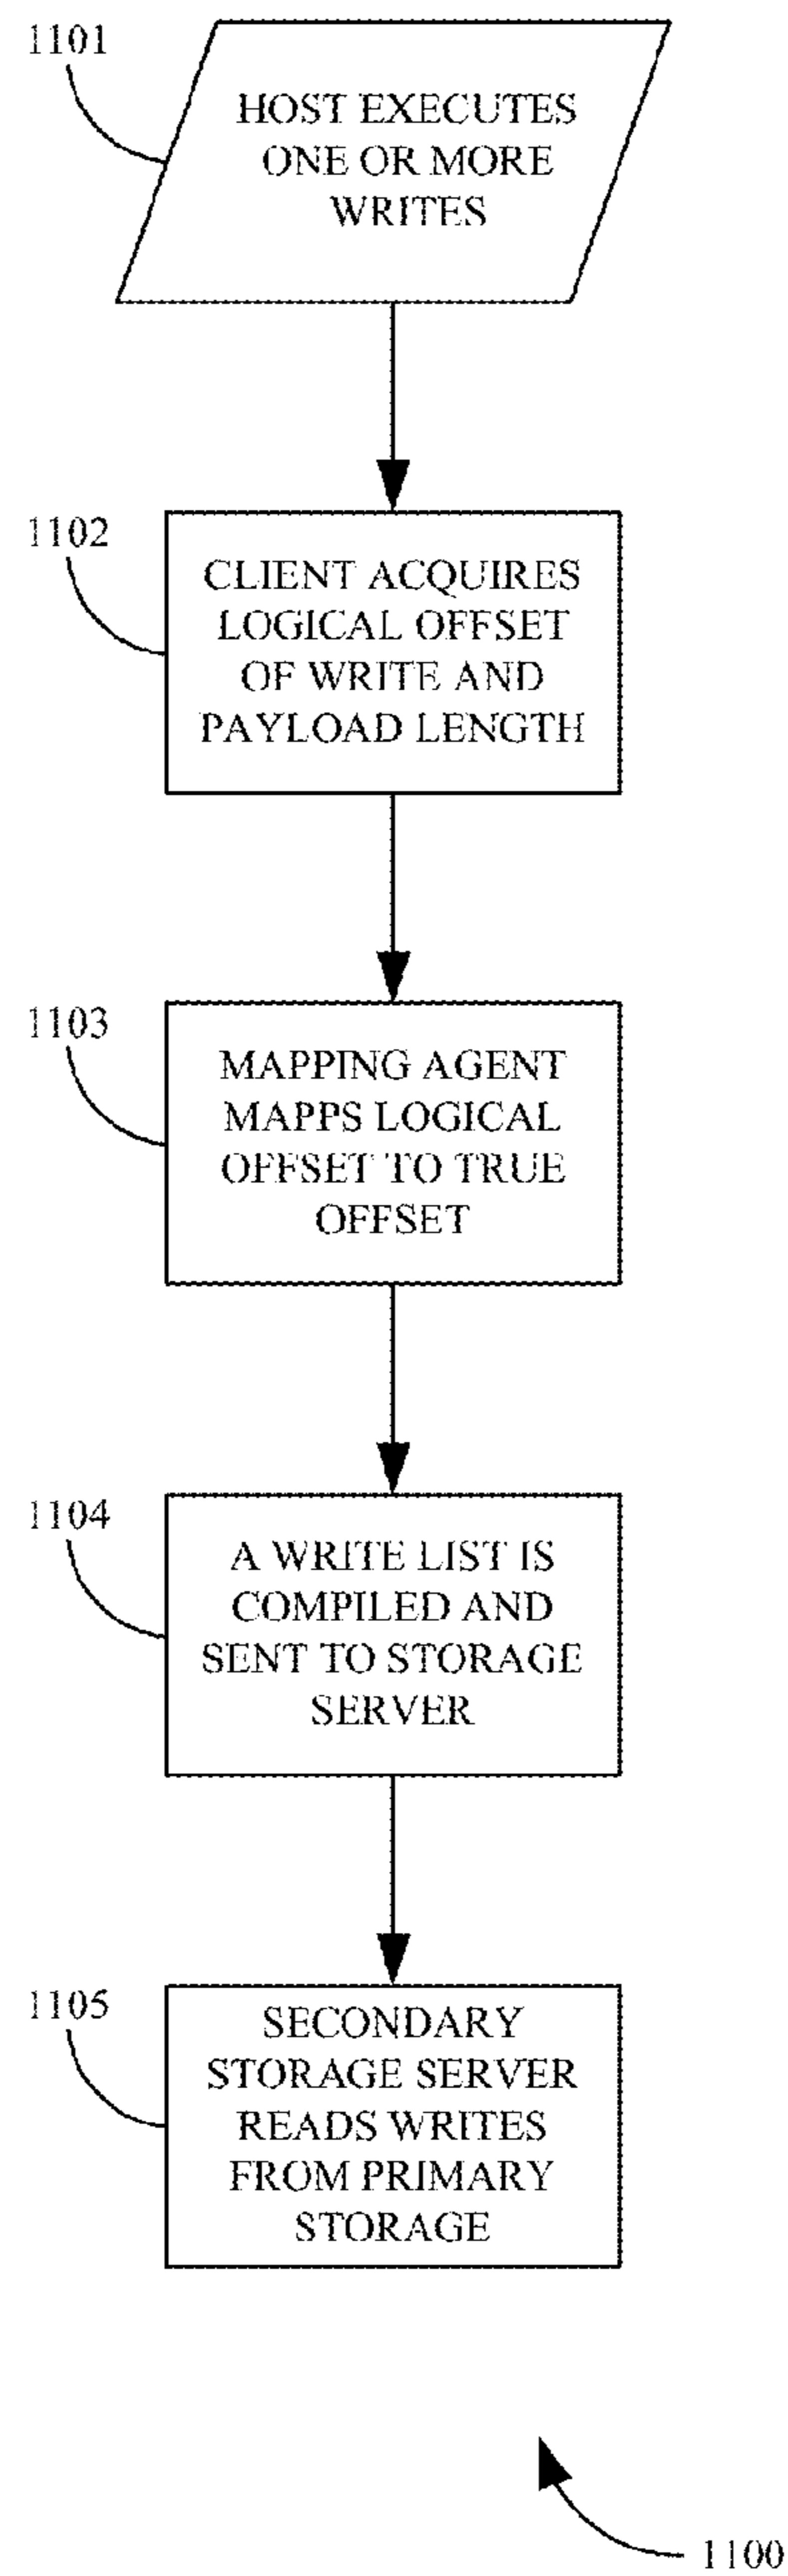 1101
HOST EXECUTES
ONE OR MORE
WRITES
1102
CLIENT ACQUIRES
LOGICAL OFFSET
OF WRITE AND
PAYLOAD LENGTH
1103
MAPPING AGENT
MAPPS LOGICAL
OFFSET TO TRUE
OFFSET
1104
A WRITE LIST IS
COMPILED AND
SENT TO STORAGE
SERVER
1105
SECONDARY
STORAGE SERVER
READS WRITES
FROM PRIMARY
STORAGE
1100